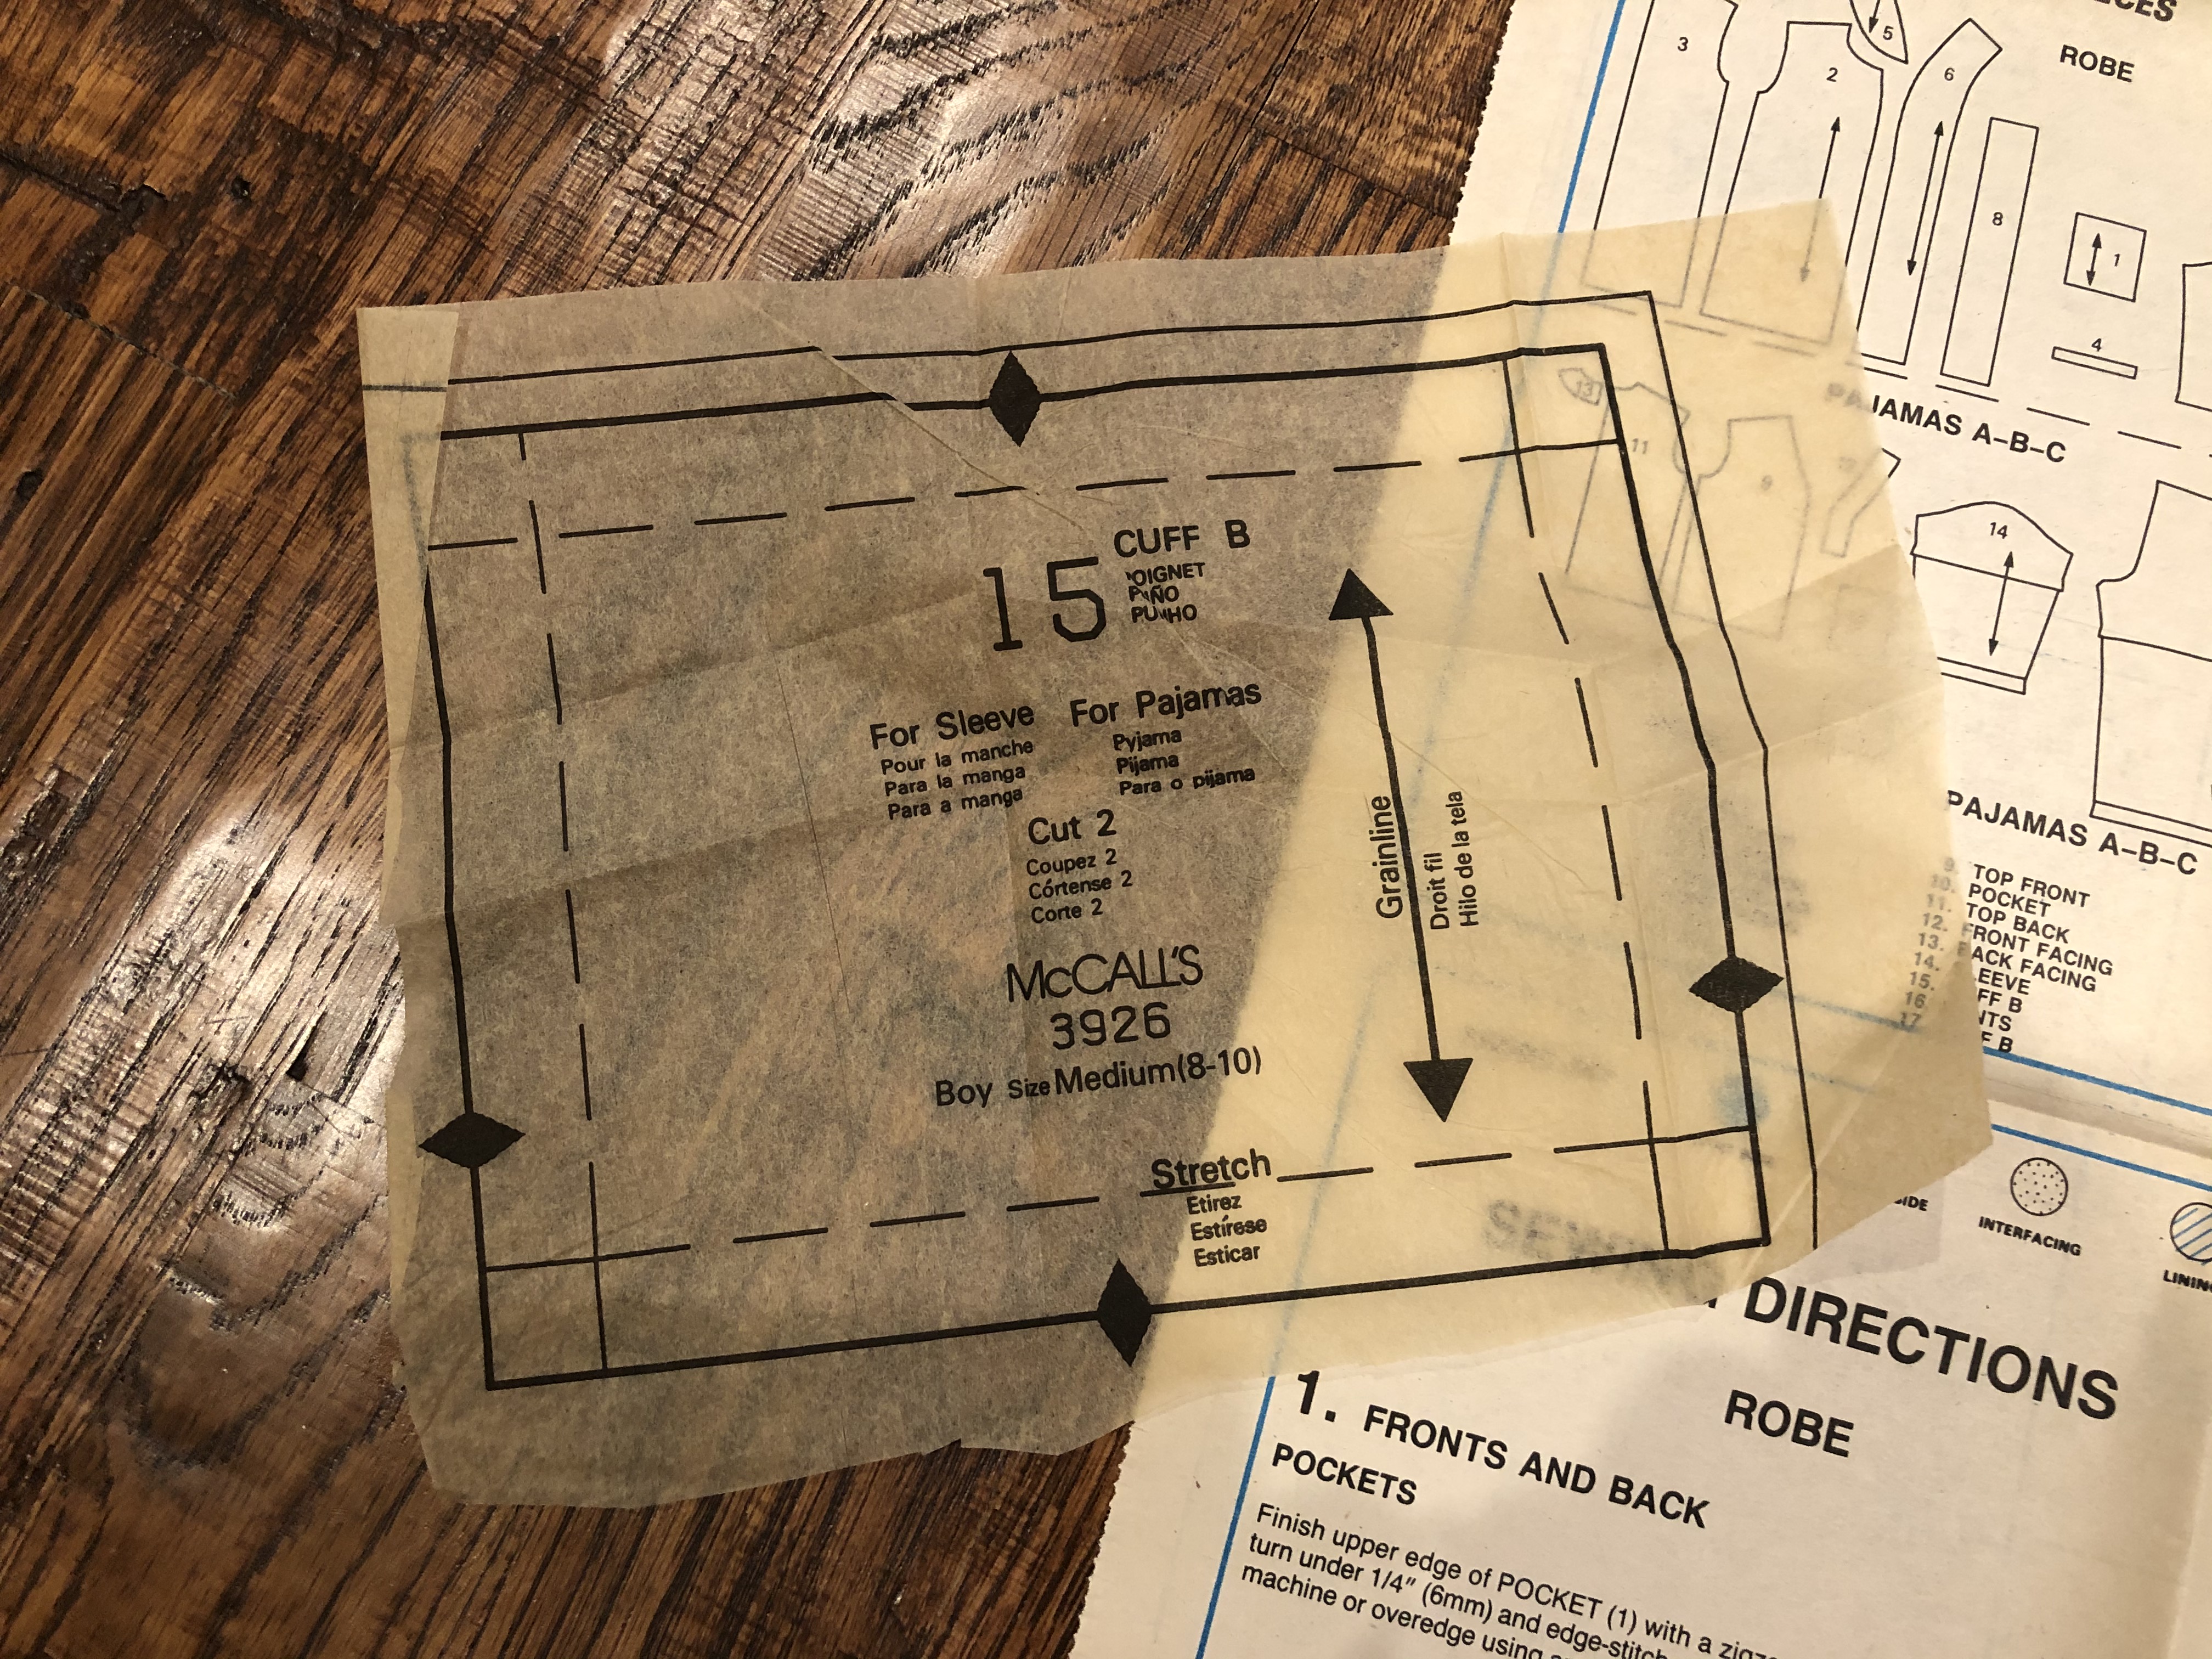 ROBE
3
2
5
6
8
1
4
PAJAMAS A–B–C
13
11
9
14
PAJAMAS A–B–C
9. TOP FRONT
10. POCKET
11. TOP BACK
12. FRONT FACING
13. BACK FACING
14. SLEEVE
15. CUFF B
16.
17
CUFF B
15
PUÑO
PUNHO
For Sleeve
Pour la manche
Para la manga
Para a manga
For Pajamas
Pyjama
Pijama
Para o pijama
Cut 2
Coupez 2
Córtense 2
Corte 2
McCALL'S
3926
Boy Size Medium (8-10)
Grainline
Droit fil
Hilo de la tela
Stretch
Etirez
Estírese
Esticar
INTERFACING
DIRECTIONS
ROBE
1. FRONTS AND BACK
POCKETS
Finish upper edge of POCKET (1) with a
turn under 1/4" (6mm) and
machine or overedge using